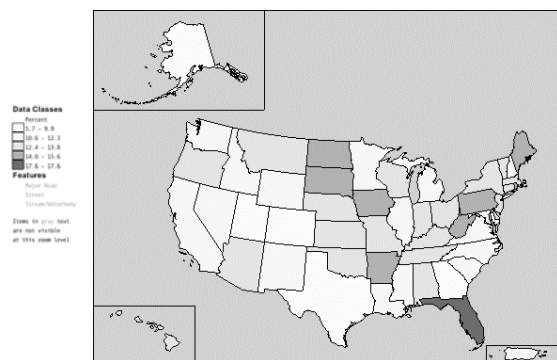 Data Classes
Percent
5.7 - 9.9
10.6 - 12.3
12.4 - 13.8
14.0 - 15.6
17.6 - 17.6
Features
Major Road
Street
Stream/Waterbody
Items in gray text
are not visible
at this zoom level